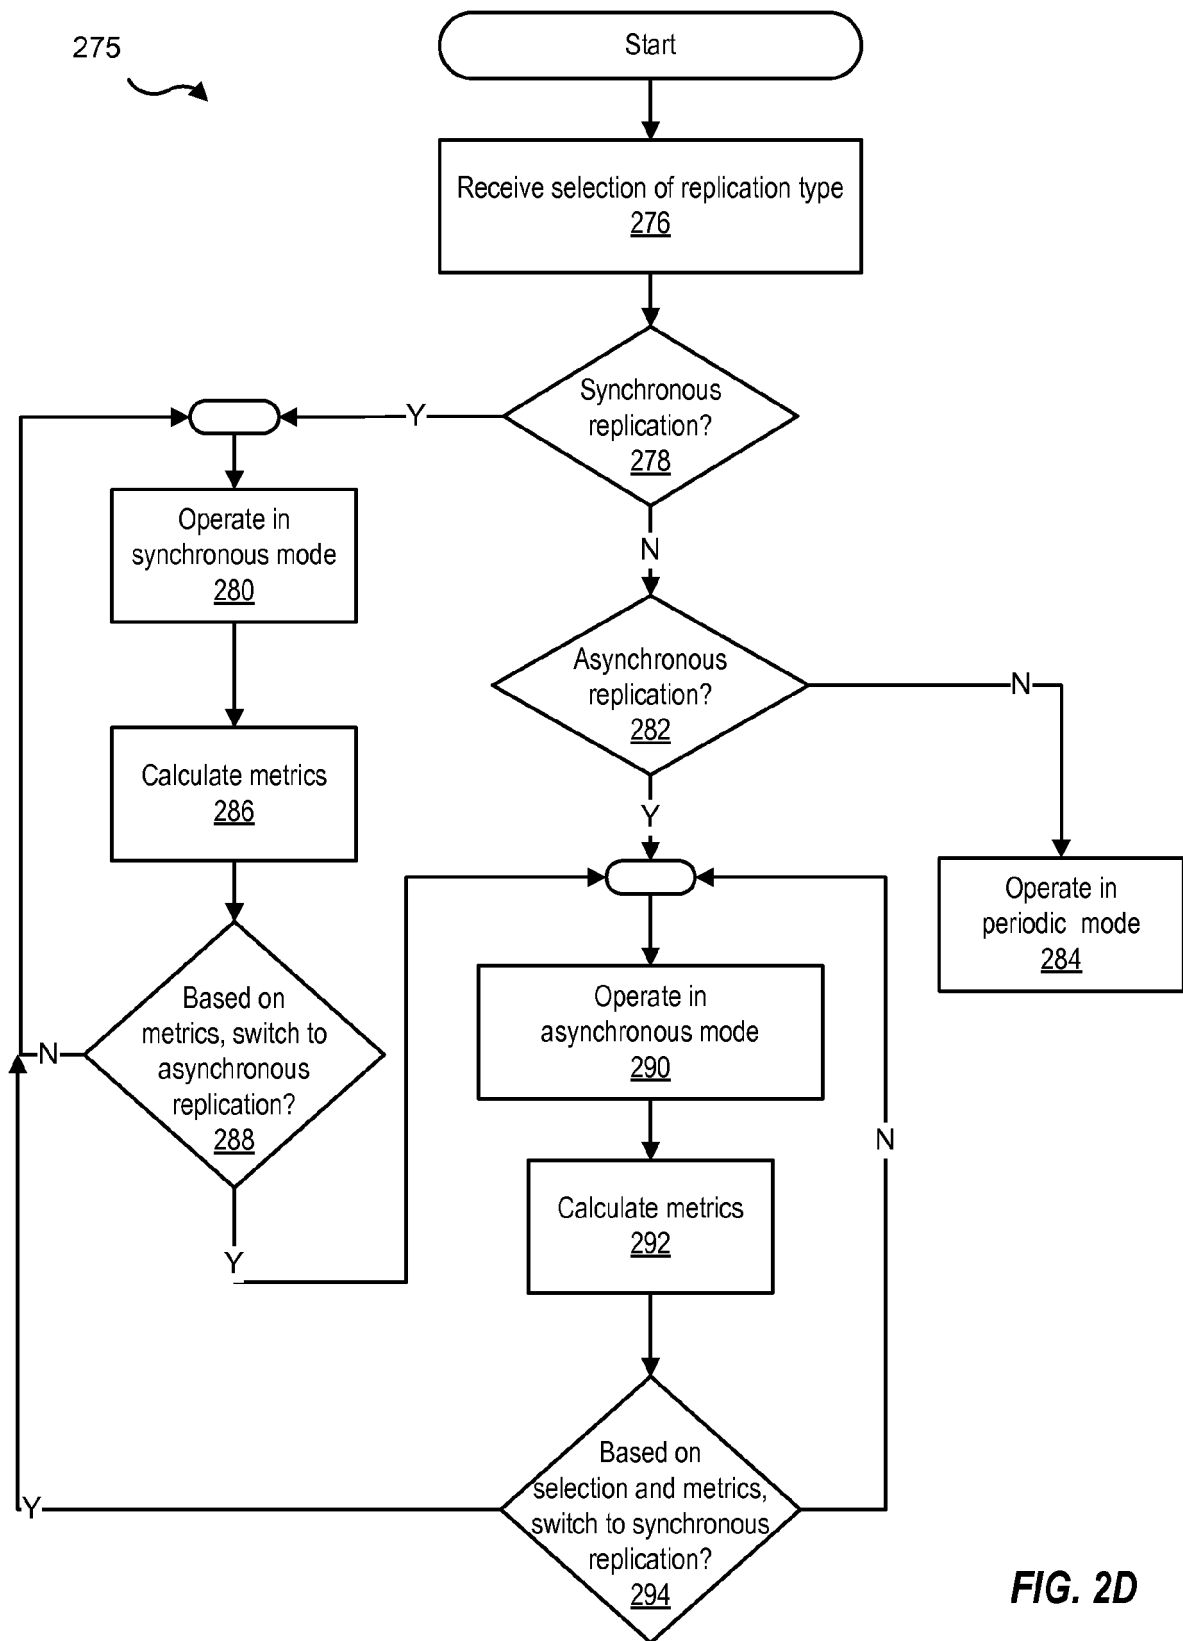 275
Start
Receive selection of replication type
276
Synchronous
replication?
278
Y
N
Operate in
synchronous mode
280
Asynchronous
replication?
282
N
Y
Calculate metrics
286
Operate in
periodic mode
284
Based on
metrics, switch to
asynchronous
replication?
288
N
Y
Operate in
asynchronous mode
290
N
Calculate metrics
292
Based on
selection and metrics,
switch to synchronous
replication?
294
Y
FIG. 2D